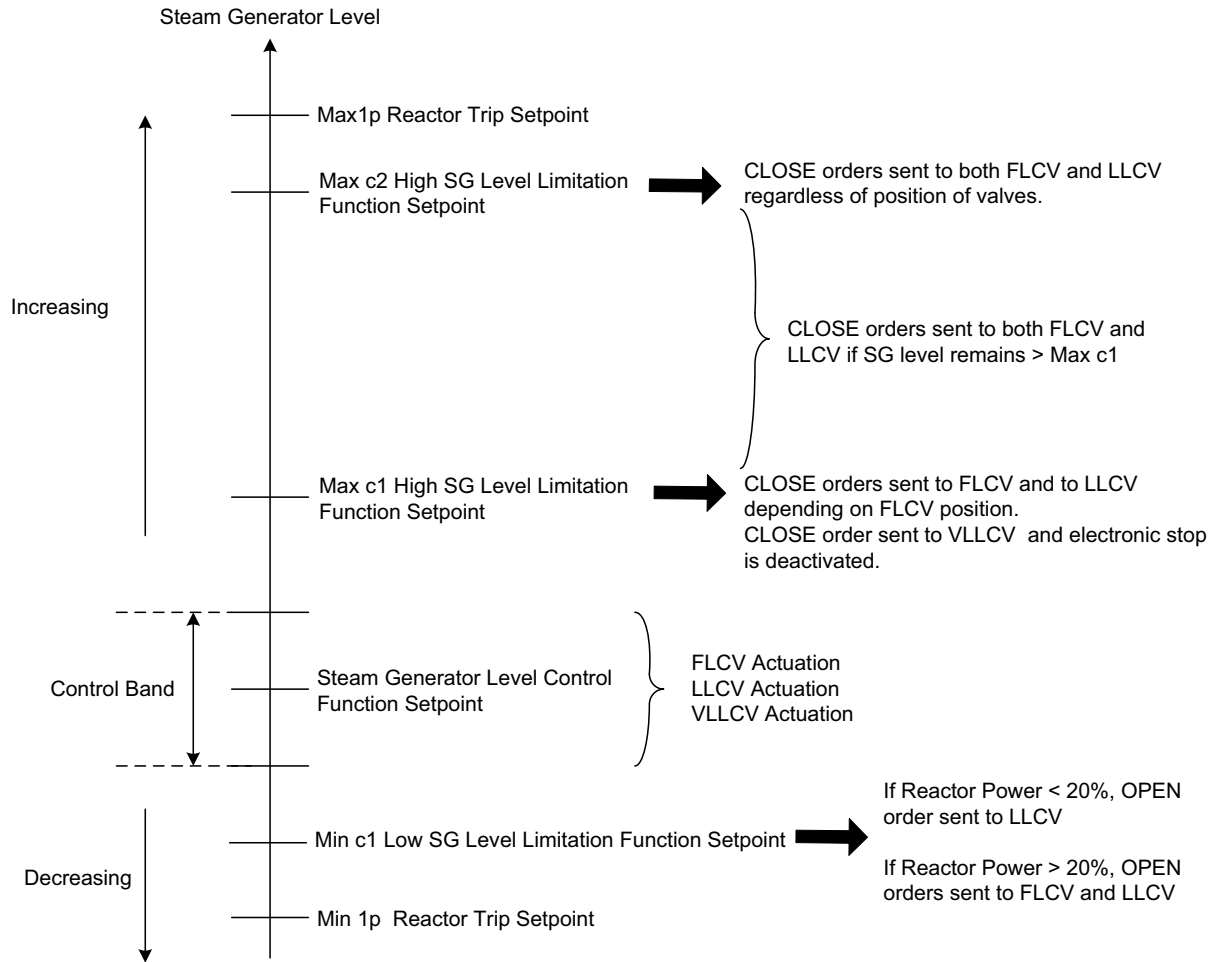 Steam Generator Level
Max1p Reactor Trip Setpoint
Max c2 High SG Level Limitation
Function Setpoint
CLOSE orders sent to both FLCV and LLCV
regardless of position of valves.
Increasing
CLOSE orders sent to both FLCV and
LLCV if SG level remains > Max c1
Max c1 High SG Level Limitation
Function Setpoint
CLOSE orders sent to FLCV and to LLCV
depending on FLCV position.
CLOSE order sent to VLLCV and electronic stop
is deactivated.
Control Band
Steam Generator Level Control
Function Setpoint
FLCV Actuation
LLCV Actuation
VLLCV Actuation
If Reactor Power < 20%, OPEN
order sent to LLCV
Min c1 Low SG Level Limitation Function Setpoint
If Reactor Power > 20%, OPEN
orders sent to FLCV and LLCV
Decreasing
Min 1p Reactor Trip Setpoint